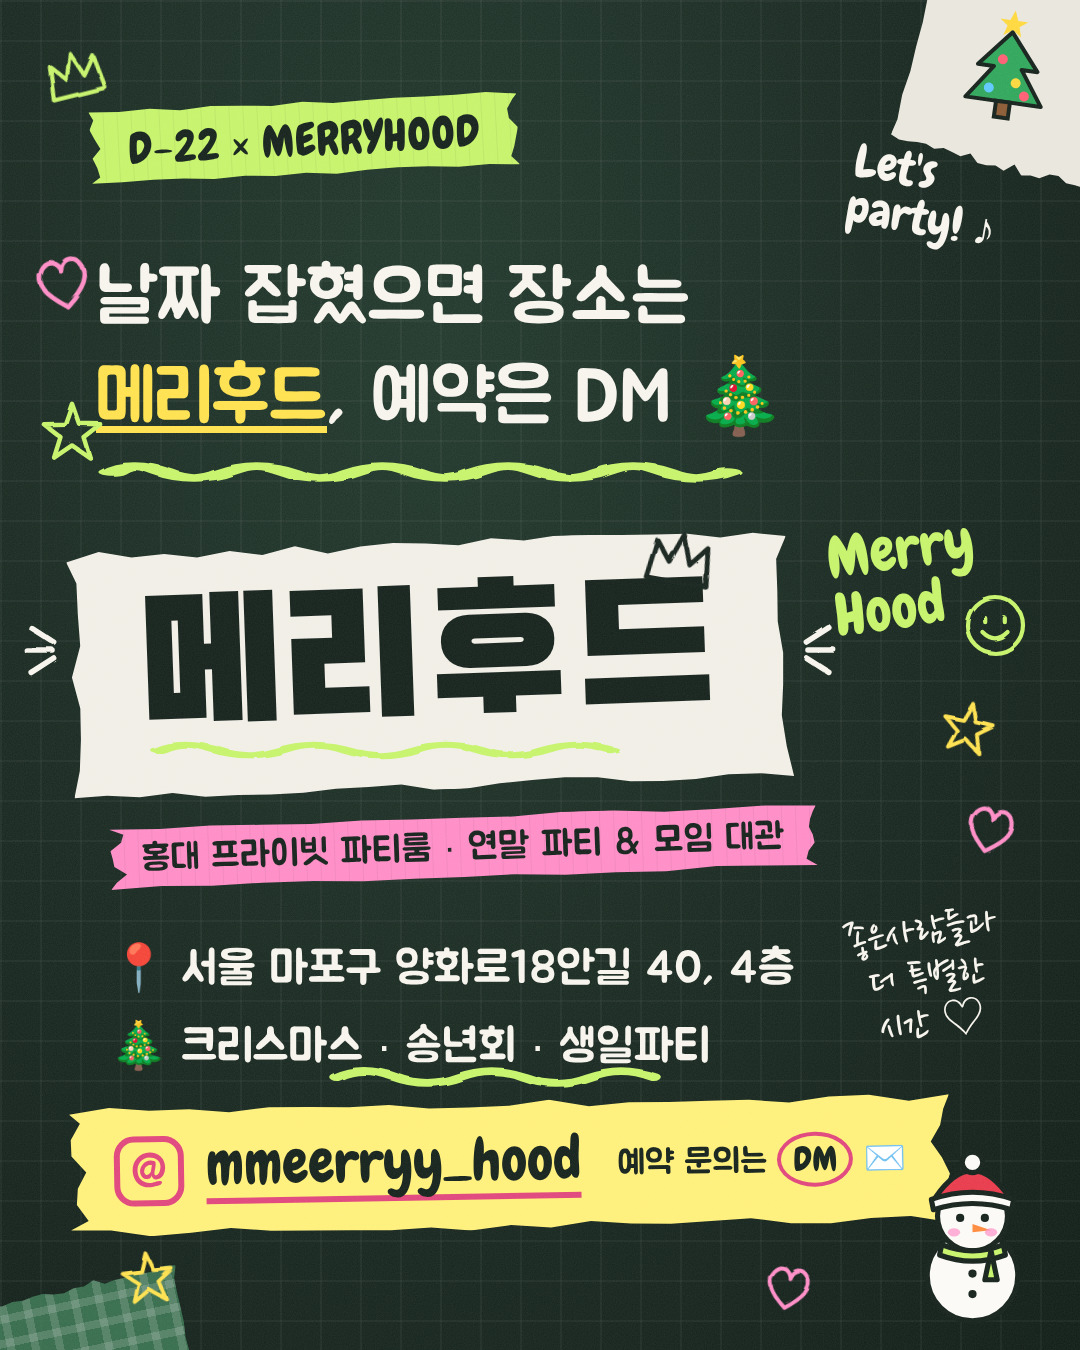 D-22 × MERRYHOOD
Let's
party! ♪
날짜 잡혔으면 장소는
메리후드, 예약은 DM 🎄
메리후드
Merry
Hood
홍대 프라이빗 파티룸 · 연말 파티 & 모임 대관
📍 서울 마포구 양화로18안길 40, 4층
좋은사람들과
더 특별한
시간 ♡
🎄 크리스마스 · 송년회 · 생일파티
@ mmeerryy_hood 예약 문의는 DM ✉️